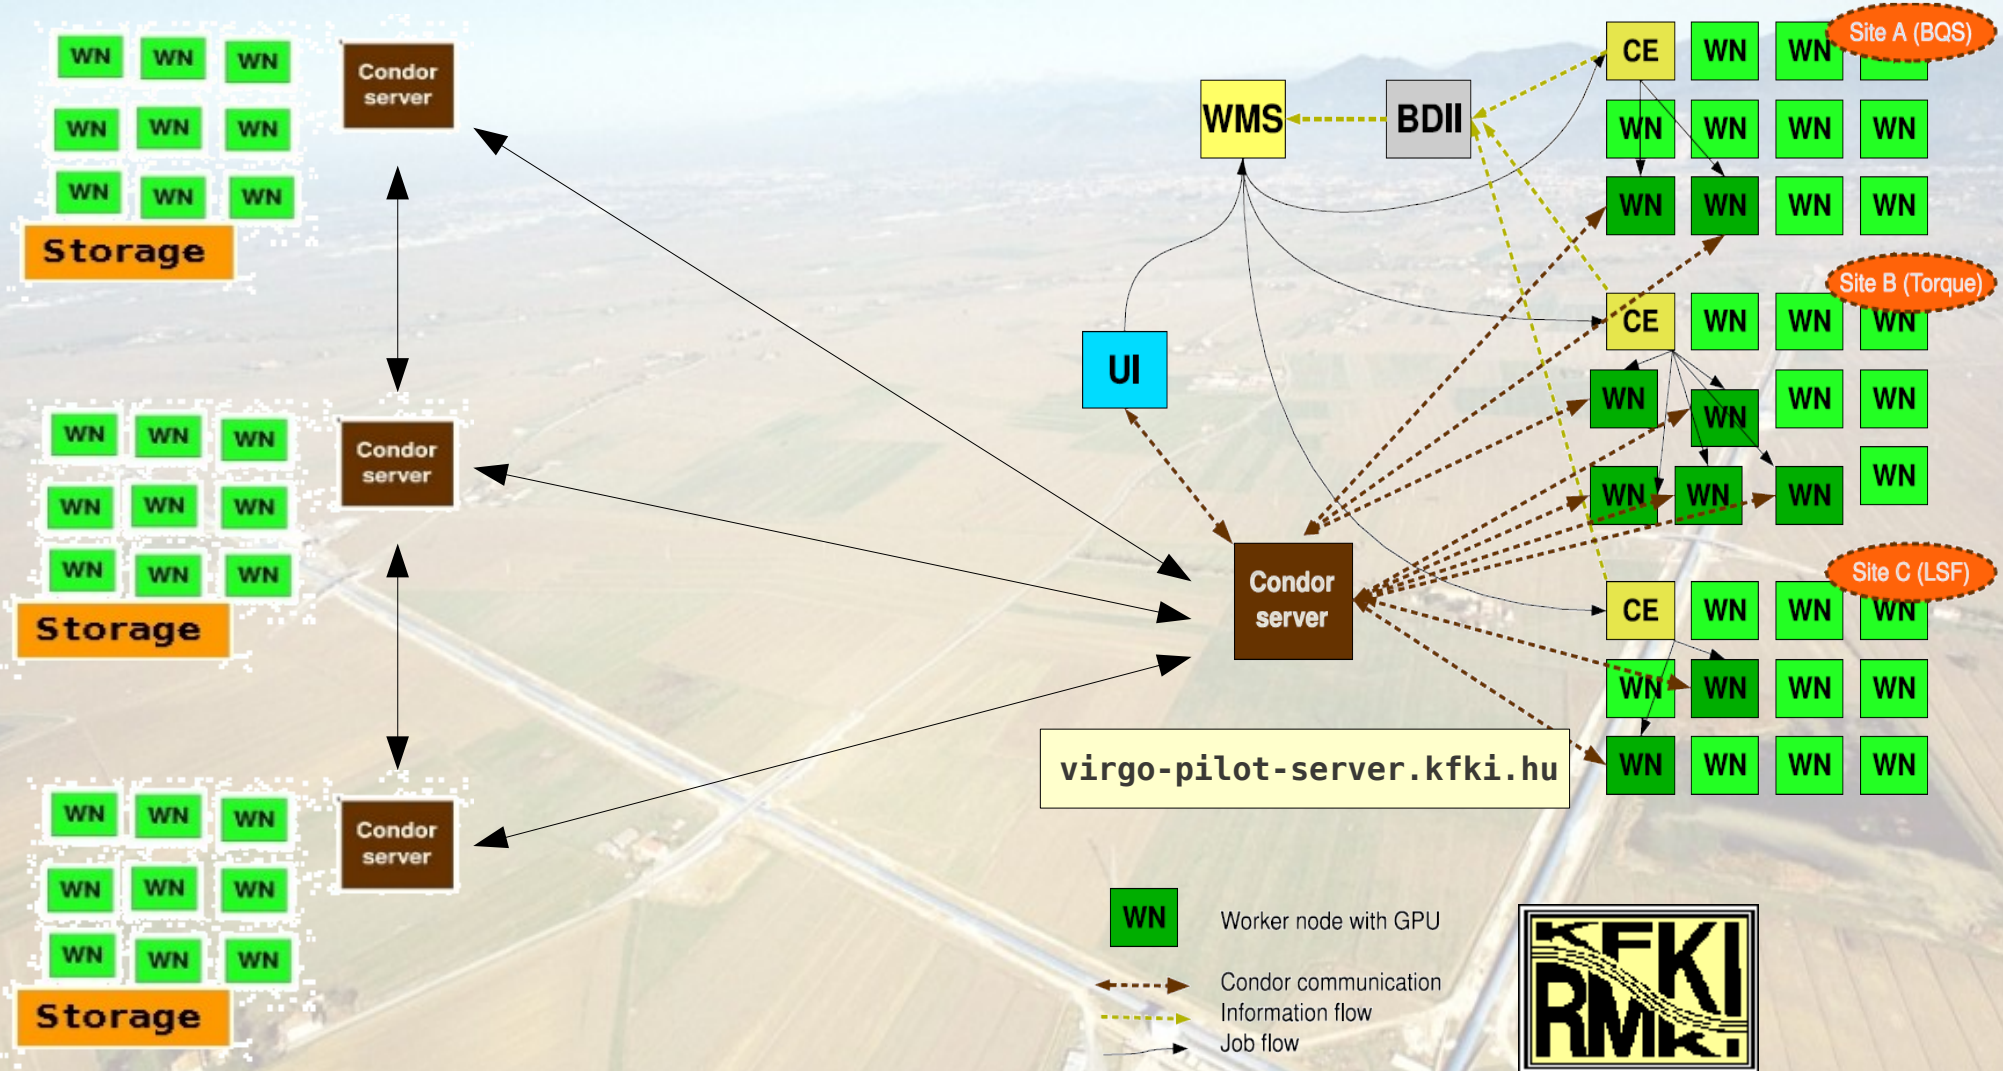 WN WN WN
WN WN WN
WN WN WN
Storage
Condor
server
WN WN WN
WN WN WN
WN WN WN
Storage
Condor
server
WN WN WN
WN WN WN
WN WN WN
Storage
Condor
server
WMS
BDII
UI
Condor
server
virgo-pilot-server.kfki.hu
Site A (BQS)
CE WN WN
WN WN WN WN
WN WN WN WN
Site B (Torque)
CE WN WN WN
WN WN WN WN
WN WN WN WN
Site C (LSF)
CE WN WN WN
WN WN WN WN
WN WN WN WN
WN Worker node with GPU
Condor communication
Information flow
Job flow
KFKI
RMKI